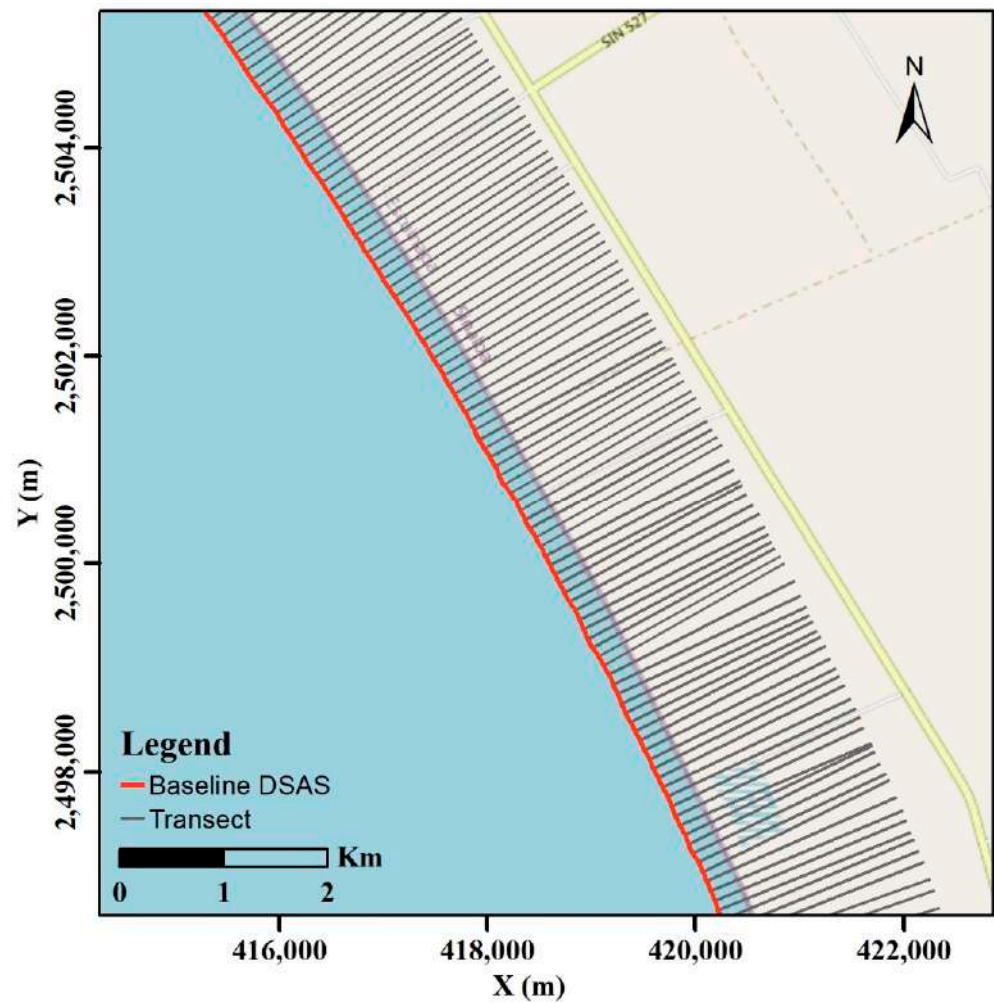 SIN 527
N
2,504,000
2,502,000
2,500,000
2,498,000
Y (m)
Legend
Baseline DSAS
Transect
Km
0 1 2
416,000 418,000 420,000 422,000
X (m)